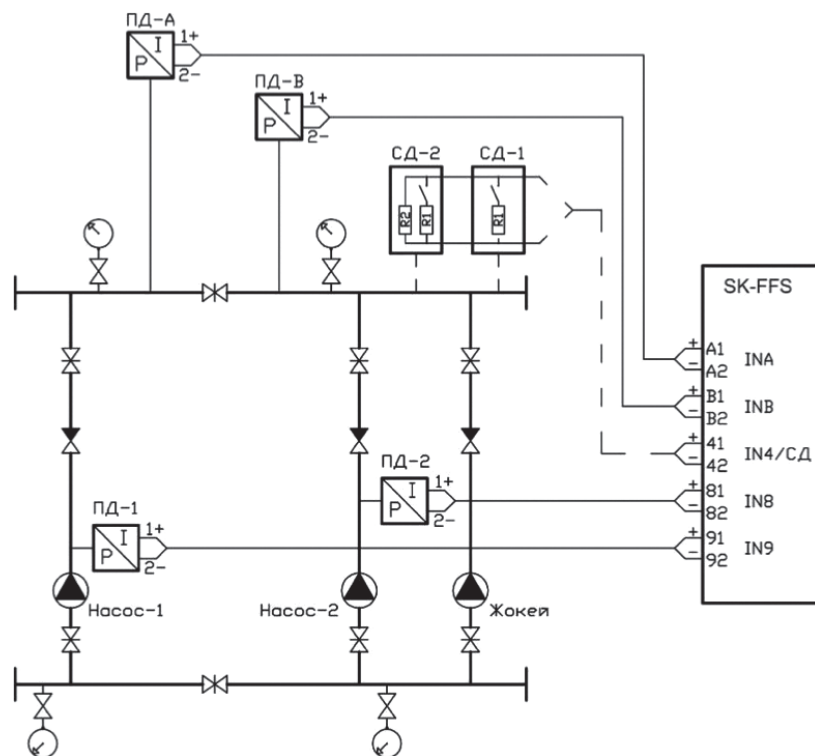 ПД-А
P I 1+
2-
ПД-В
P I 1+
2-
СД-2 СД-1
R2 R1 R1
SK-FFS
+ A1
- A2 INA
+ B1
- B2 INB
+ 41
- 42 IN4/СД
+ 81
- 82 IN8
+ 91
- 92 IN9
ПД-2
P I 1+
2-
ПД-1
P I 1+
2-
Насос-1 Насос-2 Жокей